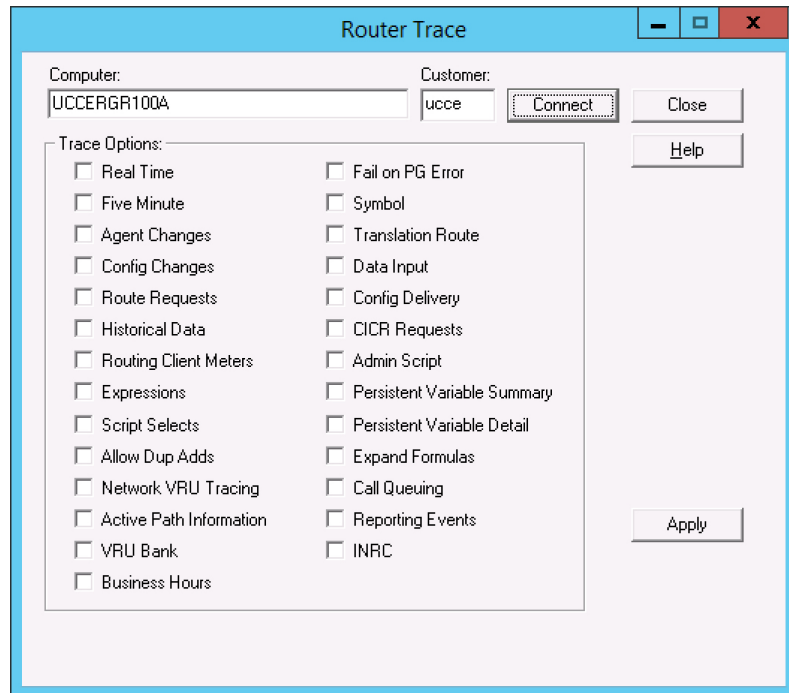 Router Trace
Computer: Customer:
UCCERGR100A ucce Connect Close
Help
Trace Options:
Real Time Fail on PG Error
Five Minute Symbol
Agent Changes Translation Route
Config Changes Data Input
Route Requests Config Delivery
Historical Data CICR Requests
Routing Client Meters Admin Script
Expressions Persistent Variable Summary
Script Selects Persistent Variable Detail
Allow Dup Adds Expand Formulas
Network VRU Tracing Call Queuing
Active Path Information Reporting Events Apply
VRU Bank INRC
Business Hours